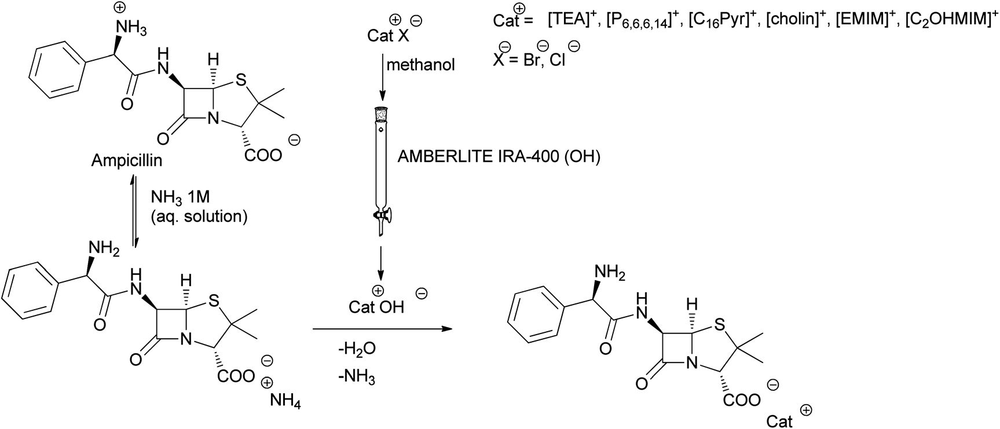 ⊕
NH3
H
N
H
S
O
N
O
⊖
COO
Ampicillin
NH3 1M
(aq. solution)
NH2
H
N
H
S
O
N
O
⊖
COO
⊕
NH4
⊕ ⊖
Cat X
methanol
AMBERLITE IRA-400 (OH)
⊕ ⊖
Cat OH
-H2O
-NH3
⊕
Cat = [TEA]+, [P6,6,6,14]+, [C16Pyr]+, [cholin]+, [EMIM]+, [C2OHMIM]+
⊖ ⊖ ⊖
X = Br, Cl
NH2
H
N
H
S
O
N
O
⊖
COO
⊕
Cat